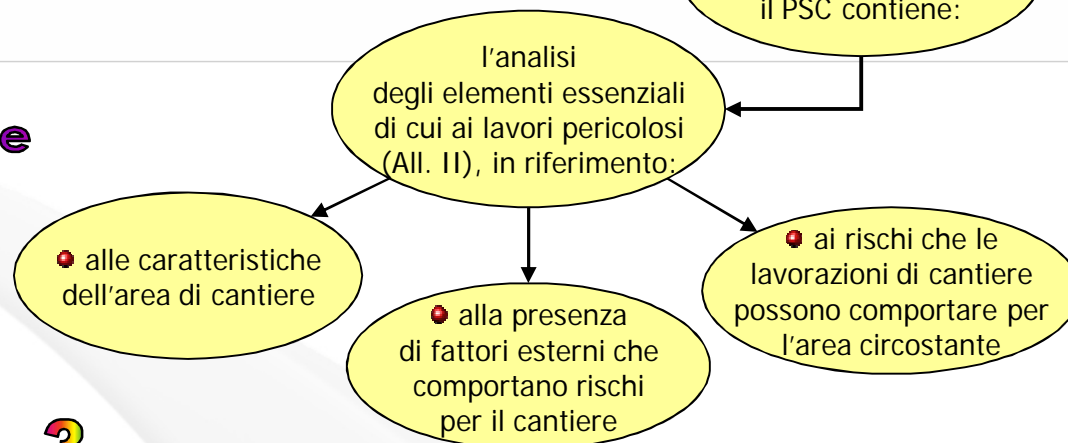 il PSC contiene:
l'analisi
degli elementi essenziali
di cui ai lavori pericolosi
(All. II), in riferimento:
e
alle caratteristiche
dell'area di cantiere
alla presenza
di fattori esterni che
comportano rischi
per il cantiere
ai rischi che le
lavorazioni di cantiere
possono comportare per
l'area circostante